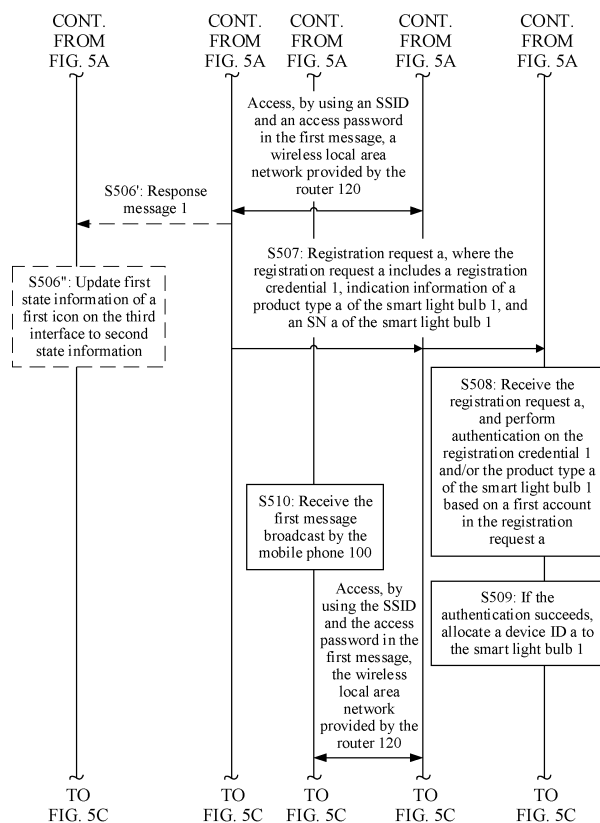 CONT.
FROM
FIG. 5A
CONT.
FROM
FIG. 5A
CONT.
FROM
FIG. 5A
CONT.
FROM
FIG. 5A
CONT.
FROM
FIG. 5A
Access, by using an SSID
and an access password
in the first message, a
wireless local area
network provided by the
router 120
S506': Response
message 1
S507: Registration request a, where the
registration request a includes a registration
credential 1, indication information of a
product type a of the smart light bulb 1, and
an SN a of the smart light bulb 1
S506'': Update first
state information of a
first icon on the third
interface to second
state information
S508: Receive the
registration request a,
and perform
authentication on the
registration credential 1
and/or the product type a
of the smart light bulb 1
based on a first account
in the registration
request a
S510: Receive the
first message
broadcast by the
mobile phone 100
S509: If the
authentication succeeds,
allocate a device ID a to
the smart light bulb 1
Access, by
using the SSID
and the access
password in the
first message,
the wireless
local area
network
provided by the
router 120
TO
FIG. 5C
TO
FIG. 5C
TO
FIG. 5C
TO
FIG. 5C
TO
FIG. 5C